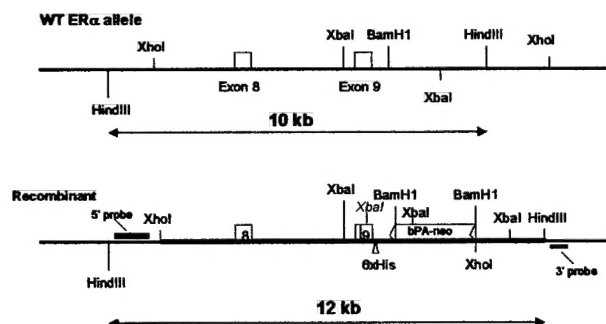 WT ERα allele
XhoI
XbaI
BamH1
HindIII
XhoI
HindIII
Exon 8
Exon 9
XbaI
10 kb
Recombinant
5' probe
XhoI
XbaI
XbaI
BamH1
XbaI
BamH1
XbaI
HindIII
8
9
bPA-neo
HindIII
6xHis
XhoI
3' probe
12 kb